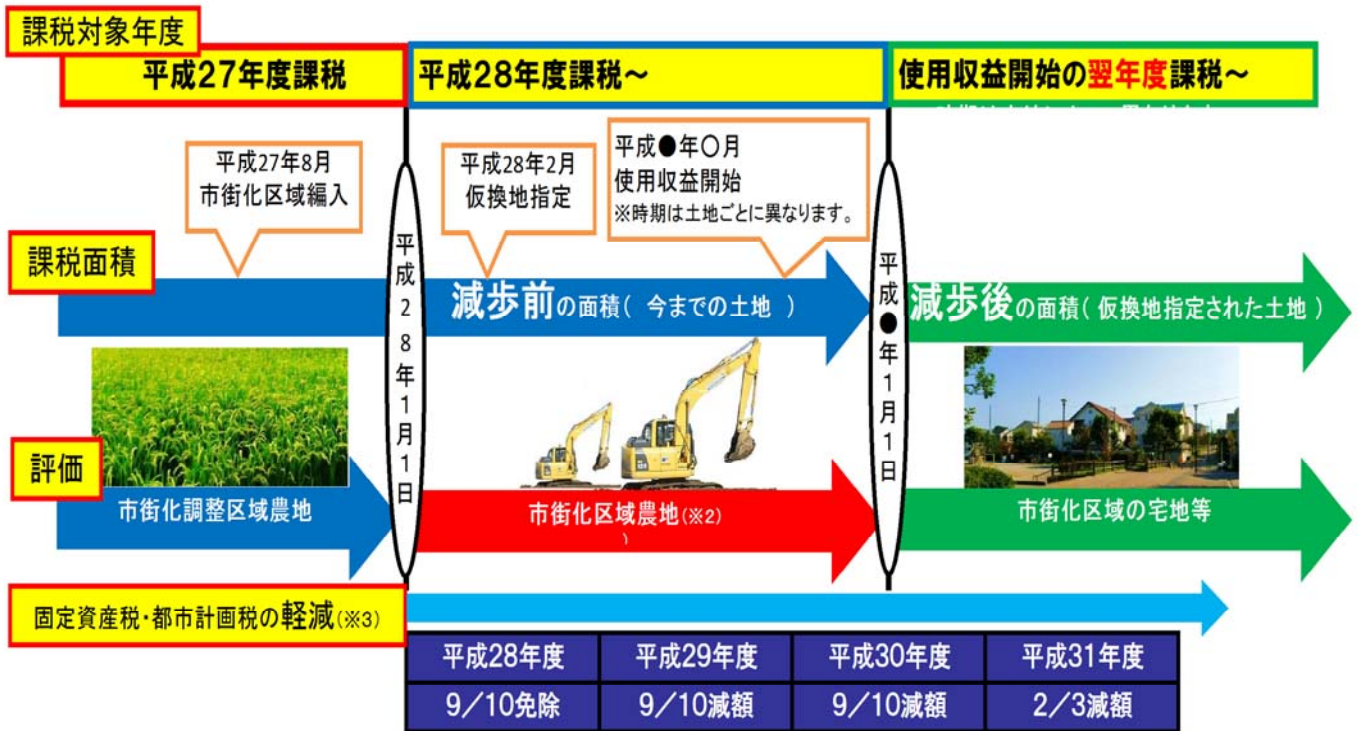 課税対象年度
平成27年度課税
平成28年度課税～
使用収益開始の翌年度課税～
平成27年8月
市街化区域編入
平成28年2月
仮換地指定
平成●年〇月
使用収益開始
※時期は土地ごとに異なります。
平成28年1月1日
平成●年1月1日
課税面積
減歩前の面積( 今までの土地 )
減歩後の面積( 仮換地指定された土地 )
評価
市街化調整区域農地
市街化区域農地(※2)
)
市街化区域の宅地等
固定資産税・都市計画税の軽減(※3)
平成28年度 平成29年度 平成30年度 平成31年度
9/10免除 9/10減額 9/10減額 2/3減額